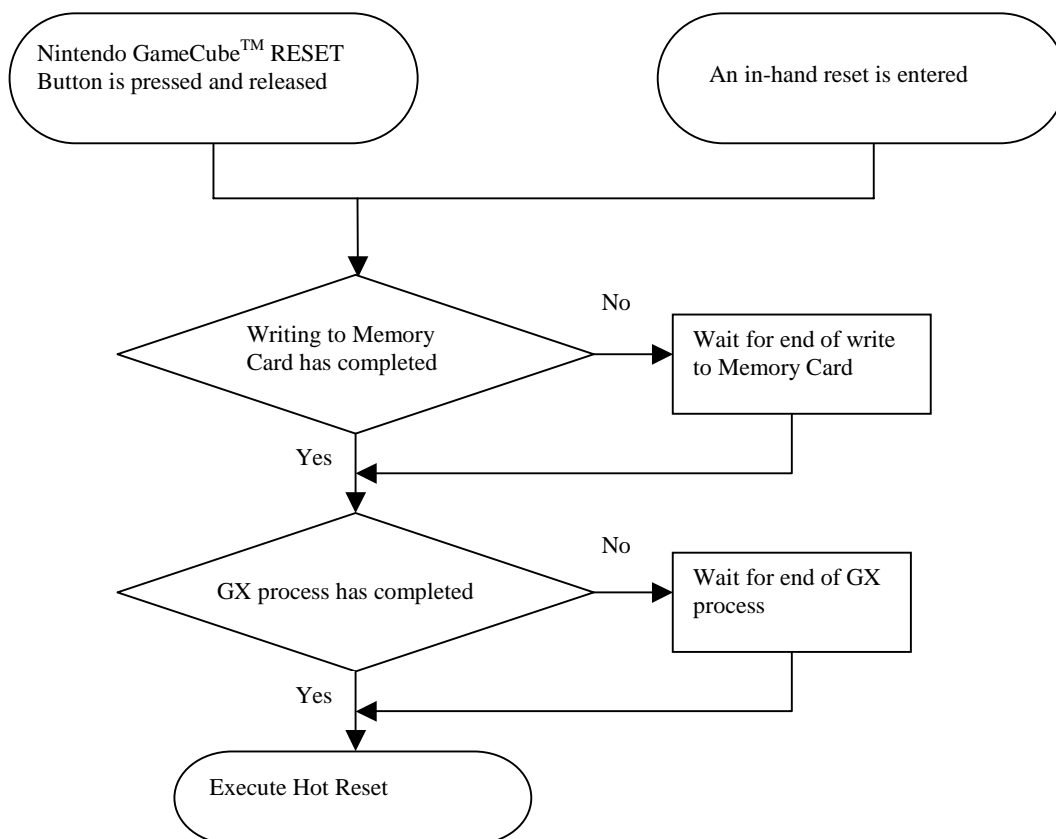 Nintendo GameCube™ RESET
Button is pressed and released
An in-hand reset is entered
Writing to Memory
Card has completed
No
Wait for end of write
to Memory Card
Yes
GX process has completed
No
Wait for end of GX
process
Yes
Execute Hot Reset